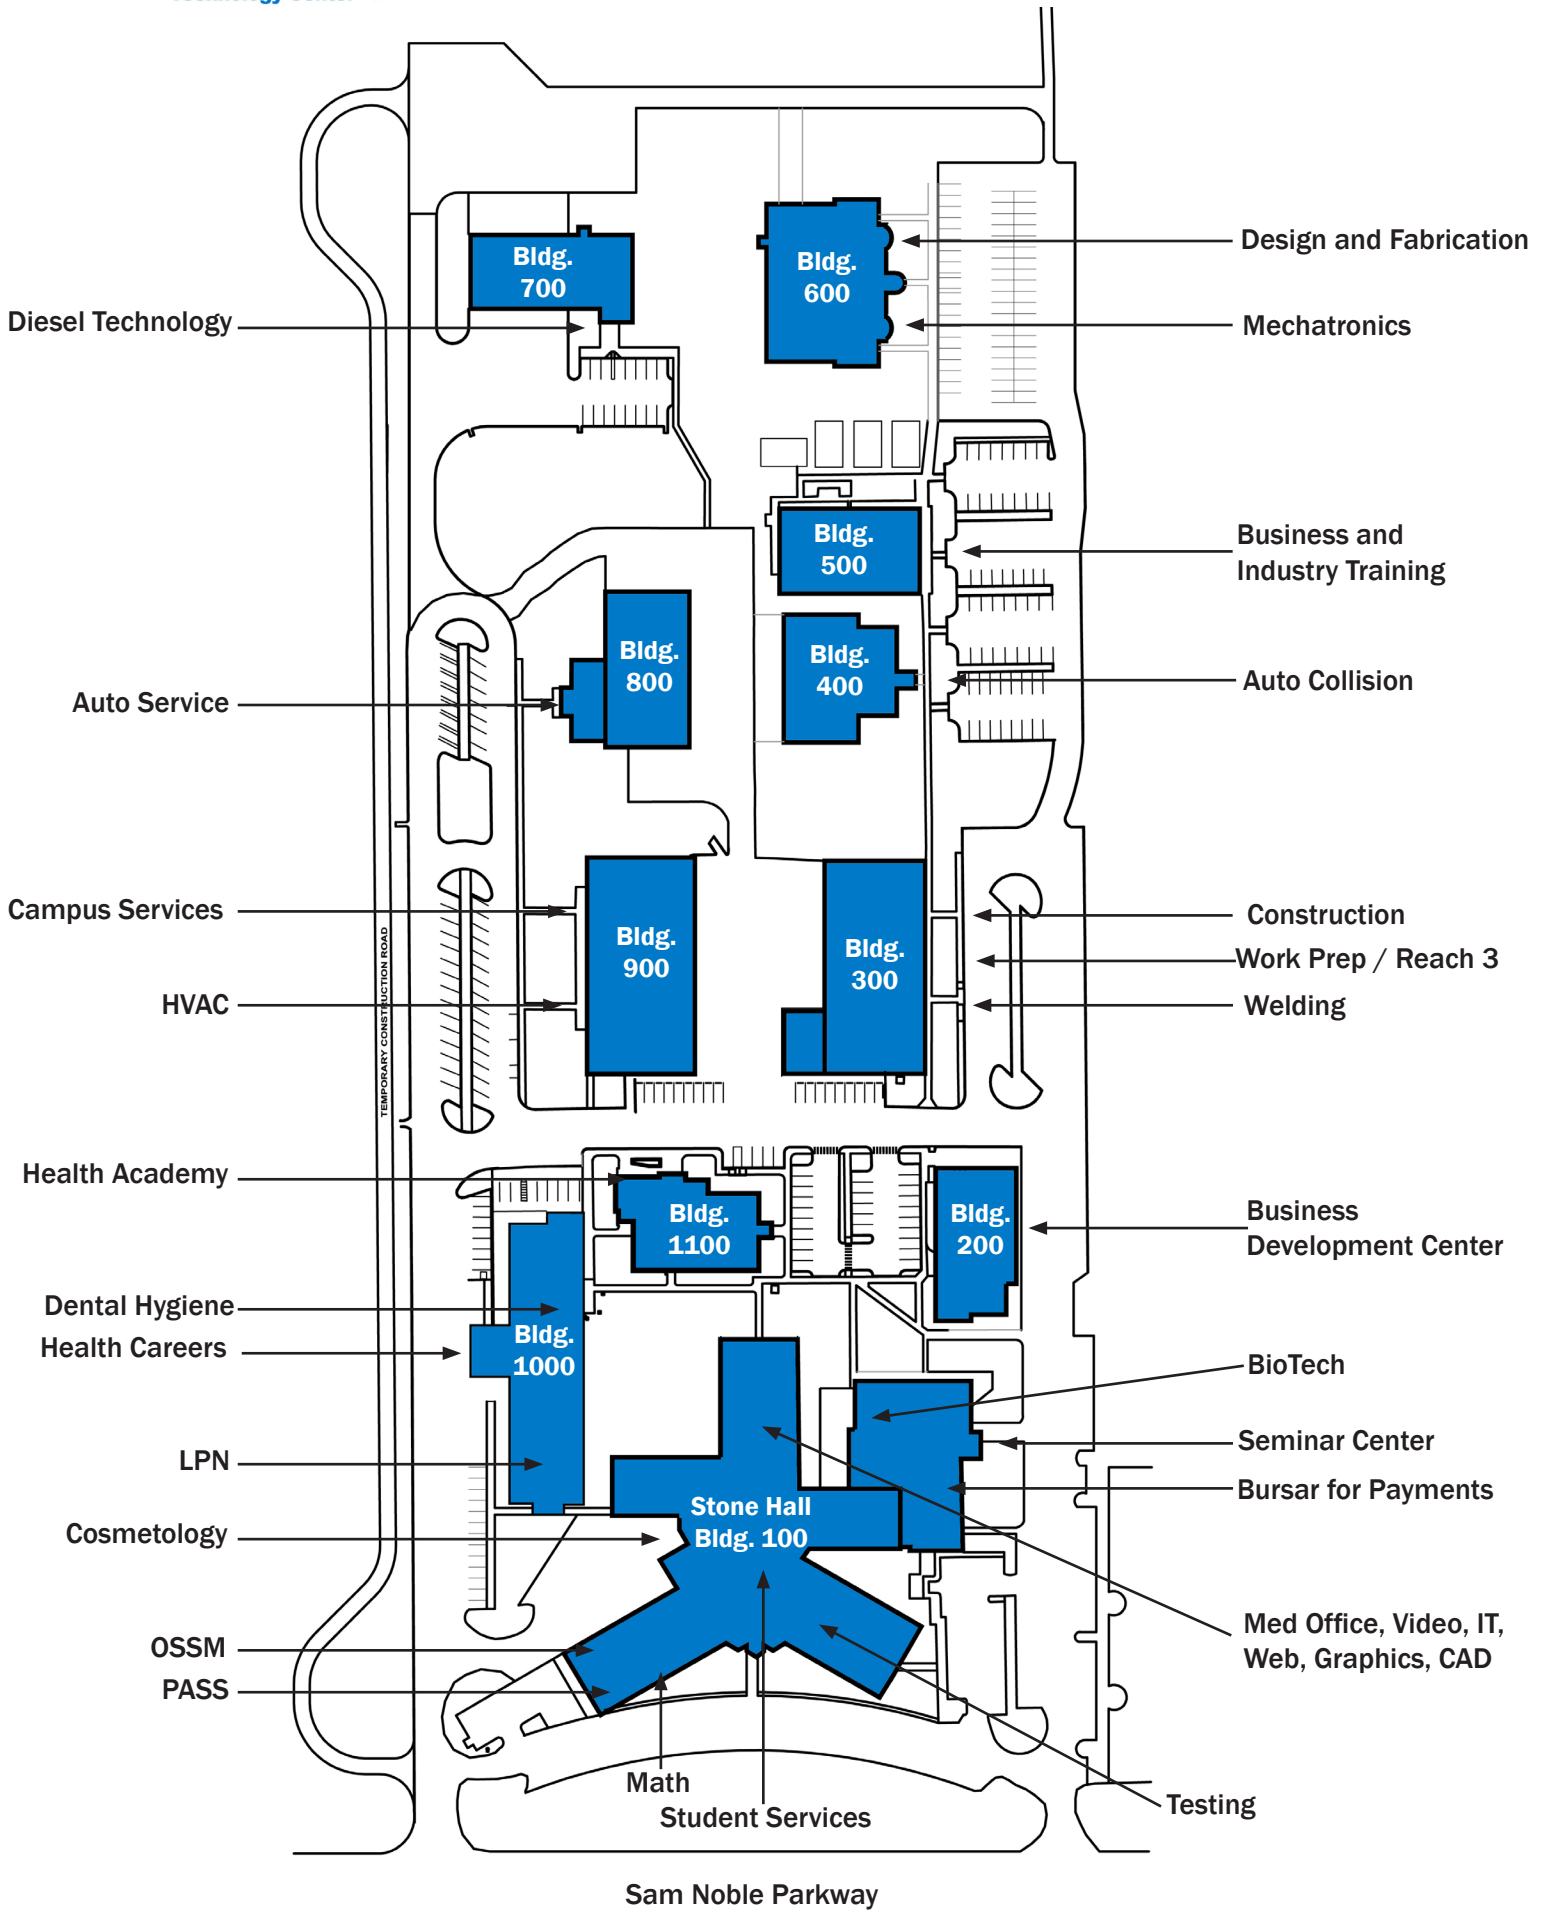 Design and Fabrication
Bldg.
700
Bldg.
600
Diesel Technology
Mechatronics
Bldg.
500
Business and
Industry Training
Bldg.
800
Bldg.
400
Auto Service
Auto Collision
Campus Services
Bldg.
900
Bldg.
300
Construction
Work Prep / Reach 3
HVAC
Welding
TEMPORARY CONSTRUCTION ROAD
Health Academy
Bldg.
1100
Bldg.
200
Business
Development Center
Dental Hygiene
Health Careers
Bldg.
1000
BioTech
LPN
Seminar Center
Bursar for Payments
Stone Hall
Bldg. 100
Cosmetology
OSSM
PASS
Med Office, Video, IT,
Web, Graphics, CAD
Math
Student Services
Testing
Sam Noble Parkway